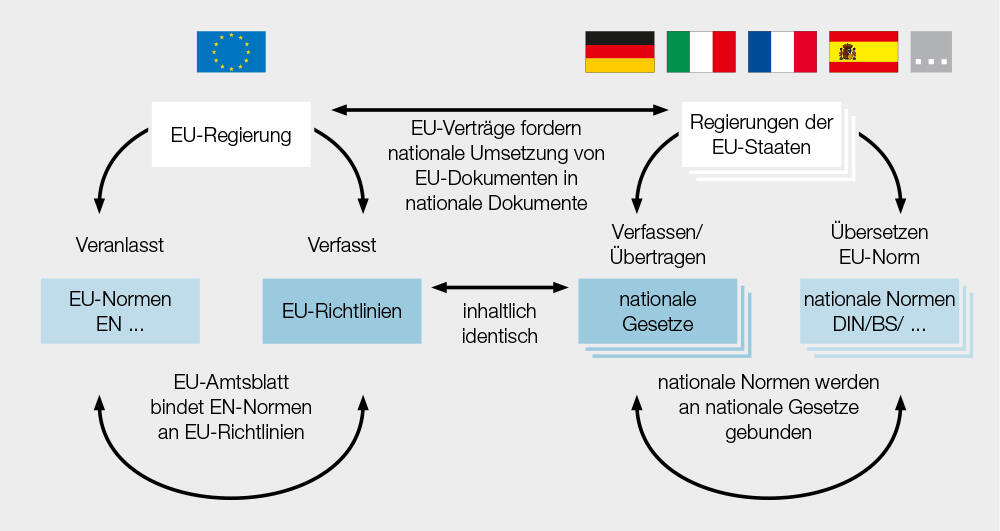 EU-Regierung
EU-Verträge fordern
nationale Umsetzung von
EU-Dokumenten in
nationale Dokumente
Regierungen der
EU-Staaten
Veranlasst
Verfasst
Verfassen/
Übertragen
Übersetzen
EU-Norm
EU-Normen
EN ...
EU-Richtlinien
inhaltlich
identisch
nationale
Gesetze
nationale Normen
DIN/BS/ ...
EU-Amtsblatt
bindet EN-Normen
an EU-Richtlinien
nationale Normen werden
an nationale Gesetze
gebunden